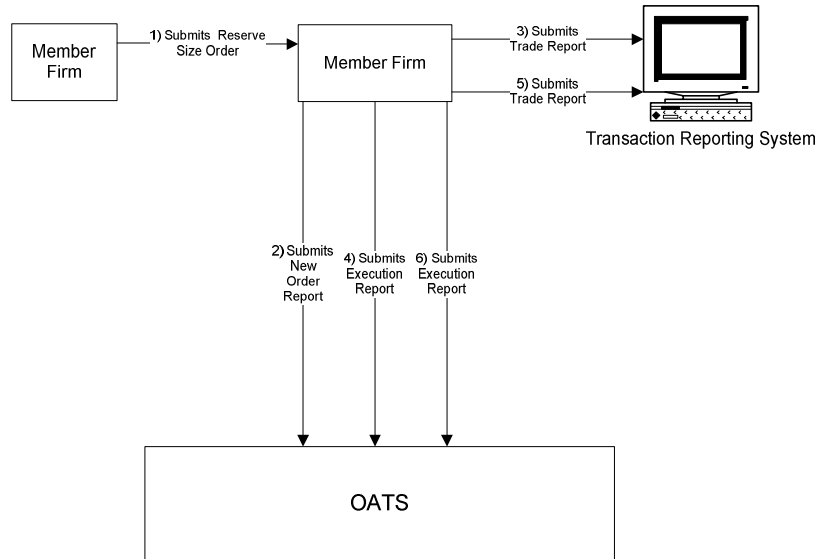 Member
Firm
1) Submits Reserve
Size Order
Member Firm
3) Submits
Trade Report
5) Submits
Trade Report
Transaction Reporting System
2) Submits
New
Order
Report
4) Submits
Execution
Report
6) Submits
Execution
Report
OATS